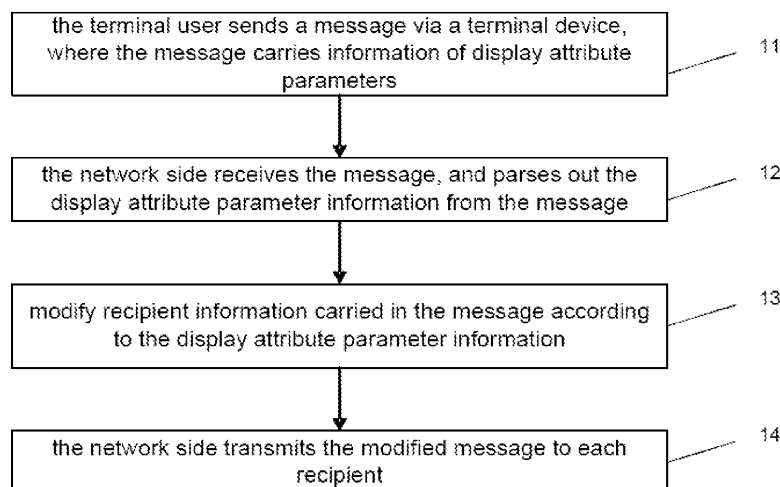 the terminal user sends a message via a terminal device,
where the message carries information of display attribute
parameters
11
the network side receives the message, and parses out the
display attribute parameter information from the message
12
modify recipient information carried in the message according
to the display attribute parameter information
13
the network side transmits the modified message to each
recipient
14